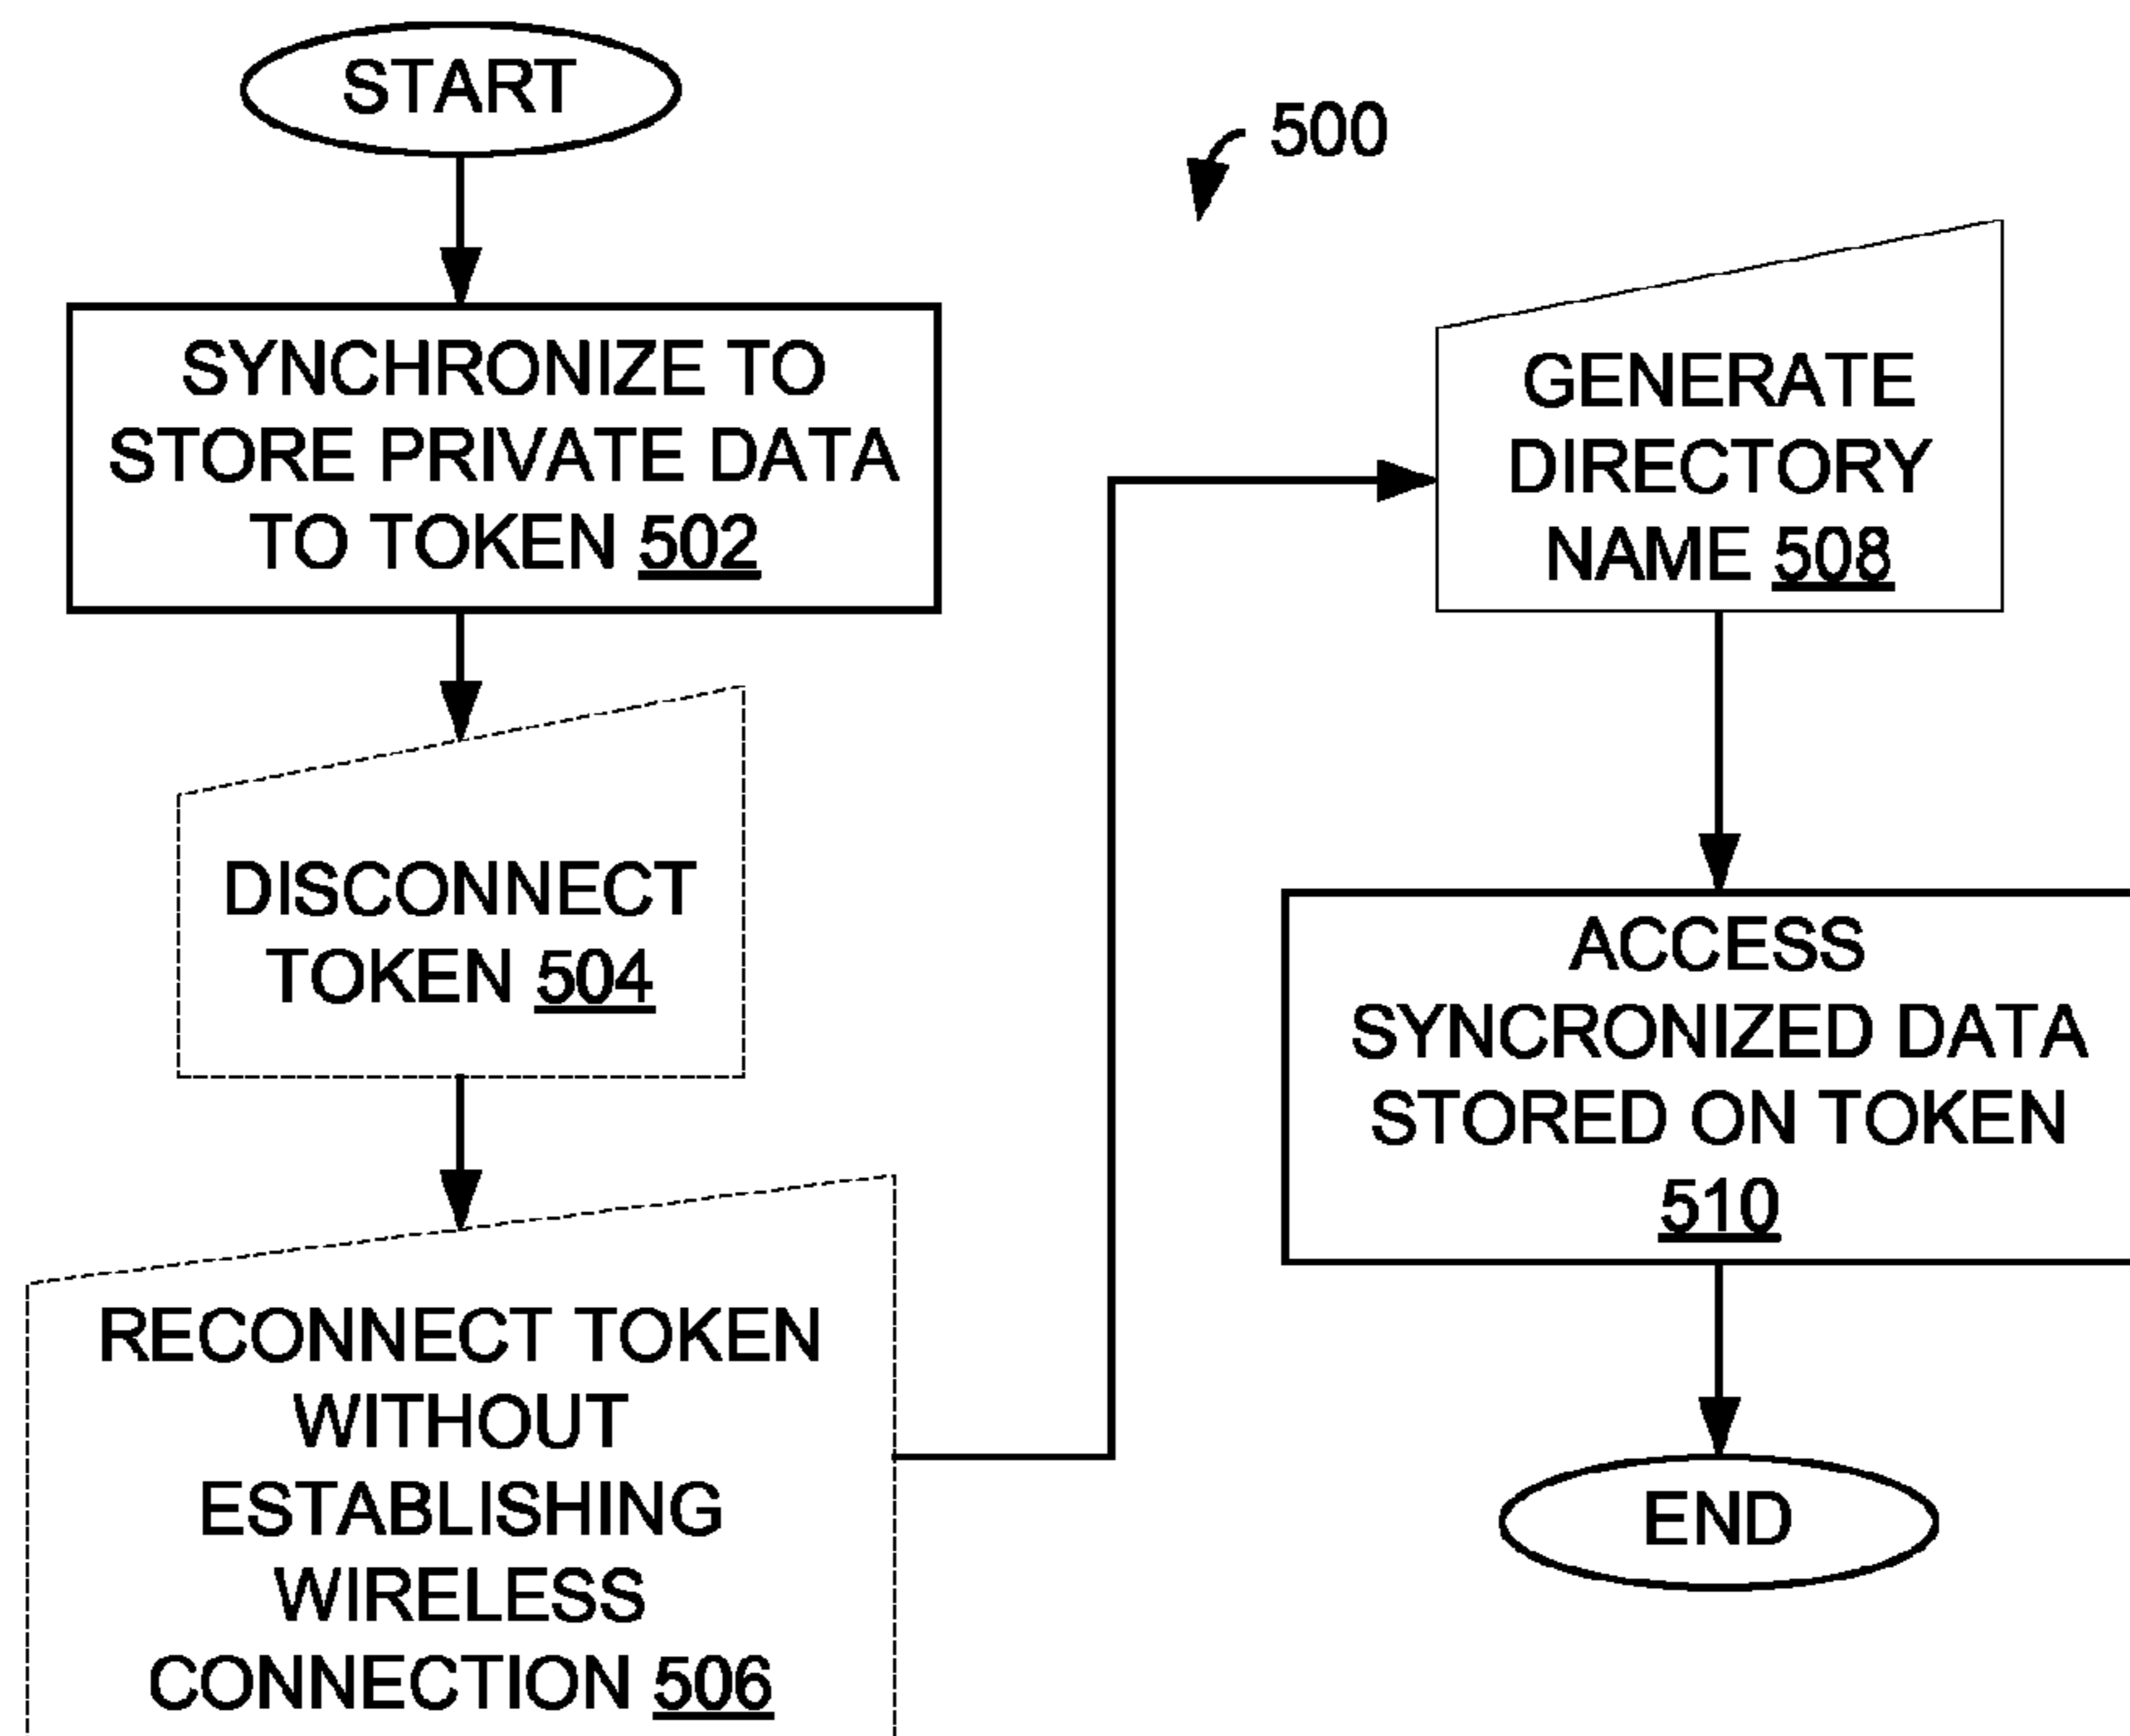 START
500
SYNCHRONIZE TO
STORE PRIVATE DATA
TO TOKEN 502
DISCONNECT
TOKEN 504
RECONNECT TOKEN
WITHOUT
ESTABLISHING
WIRELESS
CONNECTION 506
GENERATE
DIRECTORY
NAME 508
ACCESS
SYNCRONIZED DATA
STORED ON TOKEN
510
END